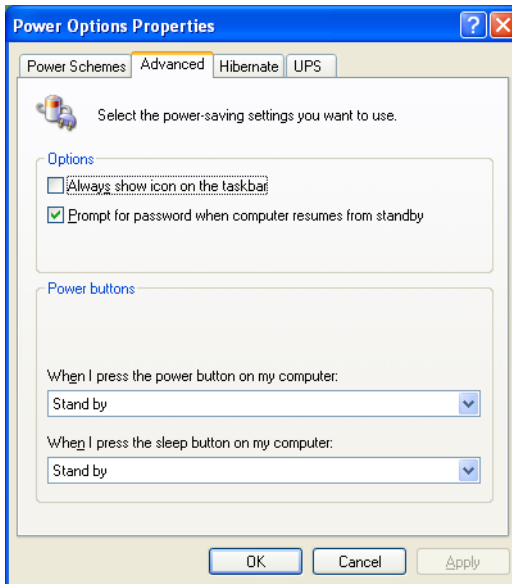 Power Options Properties
Power Schemes
Advanced
Hibernate
UPS
Select the power-saving settings you want to use.
Options
Always show icon on the taskbar
Prompt for password when computer resumes from standby
Power buttons
When I press the power button on my computer:
Stand by
When I press the sleep button on my computer:
Stand by
OK
Cancel
Apply